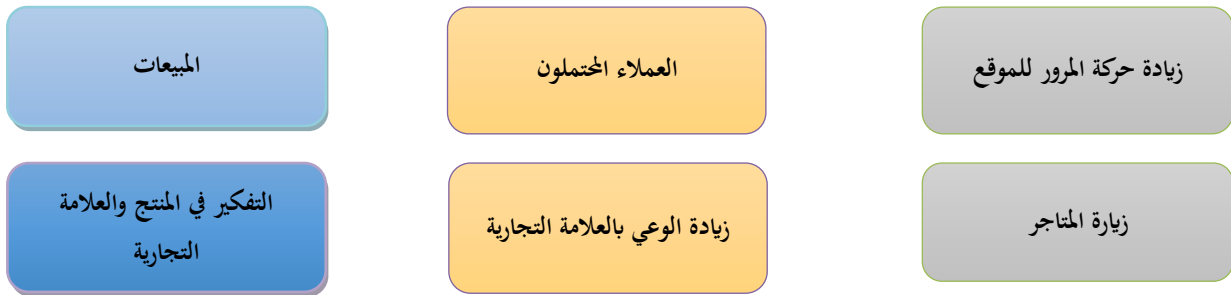 زيادة حركة المرور للموقع
العملاء المحتملون
المبيعات
زيارة المتاجر
زيادة الوعي بالعلامة التجارية
التفكير في المنتج والعلامة
التجارية